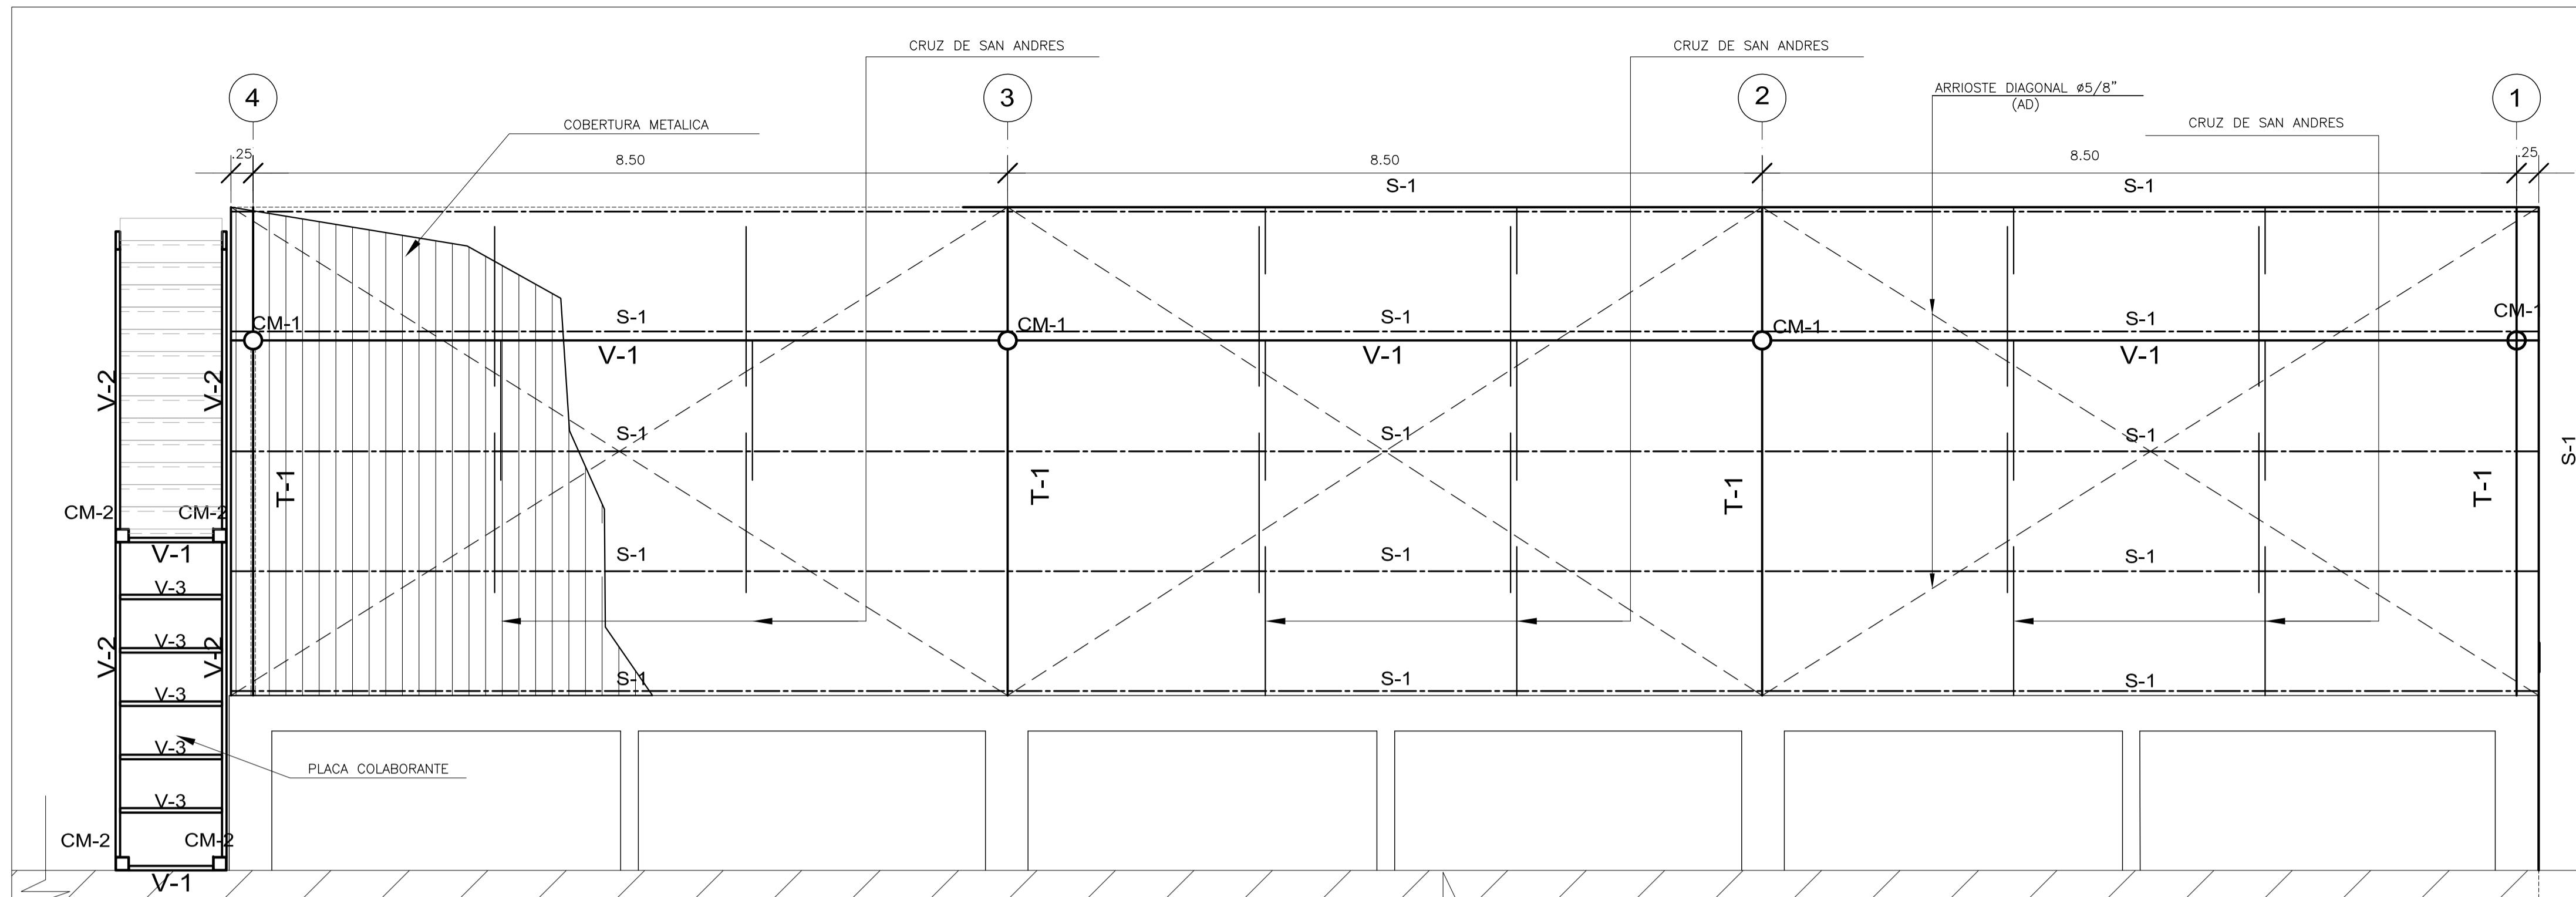 CRUZ DE SAN ANDRES
CRUZ DE SAN ANDRES
ARRIOSTE DIAGONAL ø5/8"
(AD)
4
3
2
1
COBERTURA METALICA
CRUZ DE SAN ANDRES
.25
8.50
8.50
8.50
.25
S-1
S-1
CM-1
S-1
CM-1
S-1
CM-1
S-1
CM-1
V-1
V-1
V-1
V-2
V-2
S-1
S-1
S-1
S-1
T-1
T-1
T-1
T-1
CM-2
CM-2
V-1
S-1
S-1
S-1
V-3
V-3
V-2
V-2
S-1
S-1
S-1
V-3
V-3
PLACA COLABORANTE
V-3
CM-2
CM-2
V-1